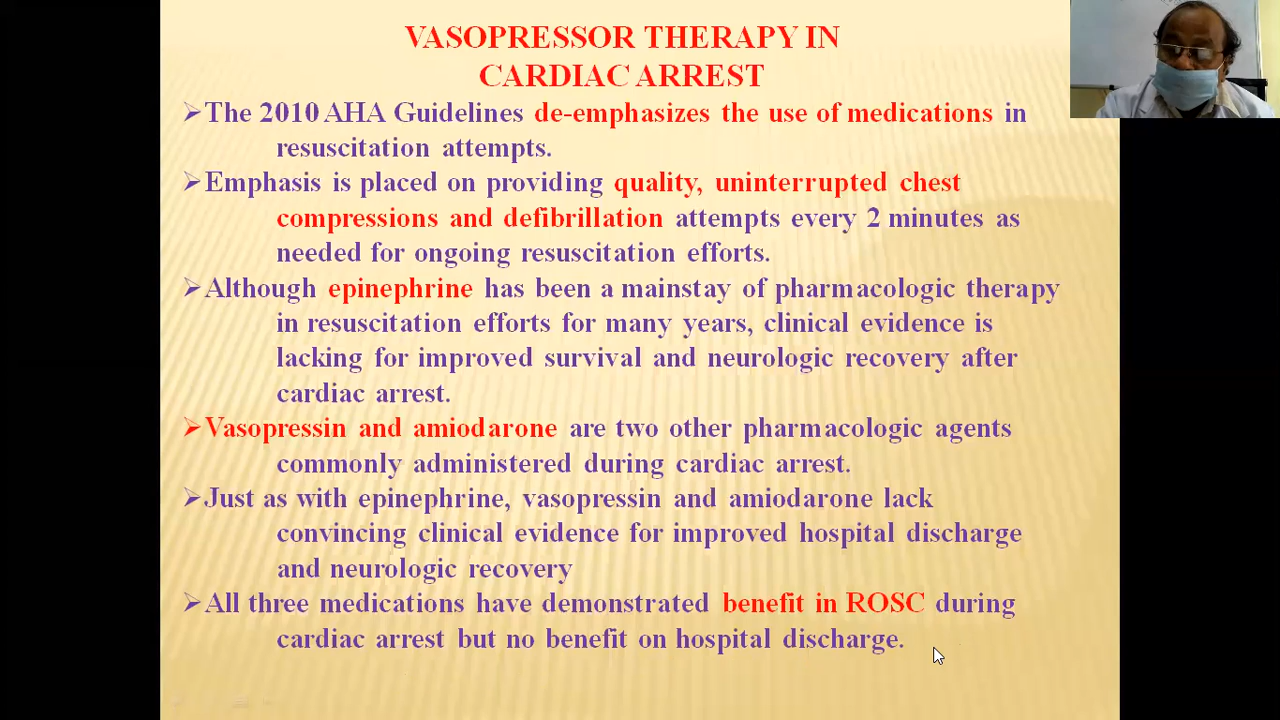 VASOPRESSOR THERAPY IN
CARDIAC ARREST
➢The 2010 AHA Guidelines de-emphasizes the use of medications in
resuscitation attempts.
➢Emphasis is placed on providing quality, uninterrupted chest
compressions and defibrillation attempts every 2 minutes as
needed for ongoing resuscitation efforts.
➢Although epinephrine has been a mainstay of pharmacologic therapy
in resuscitation efforts for many years, clinical evidence is
lacking for improved survival and neurologic recovery after
cardiac arrest.
➢Vasopressin and amiodarone are two other pharmacologic agents
commonly administered during cardiac arrest.
➢Just as with epinephrine, vasopressin and amiodarone lack
convincing clinical evidence for improved hospital discharge
and neurologic recovery
➢All three medications have demonstrated benefit in ROSC during
cardiac arrest but no benefit on hospital discharge.